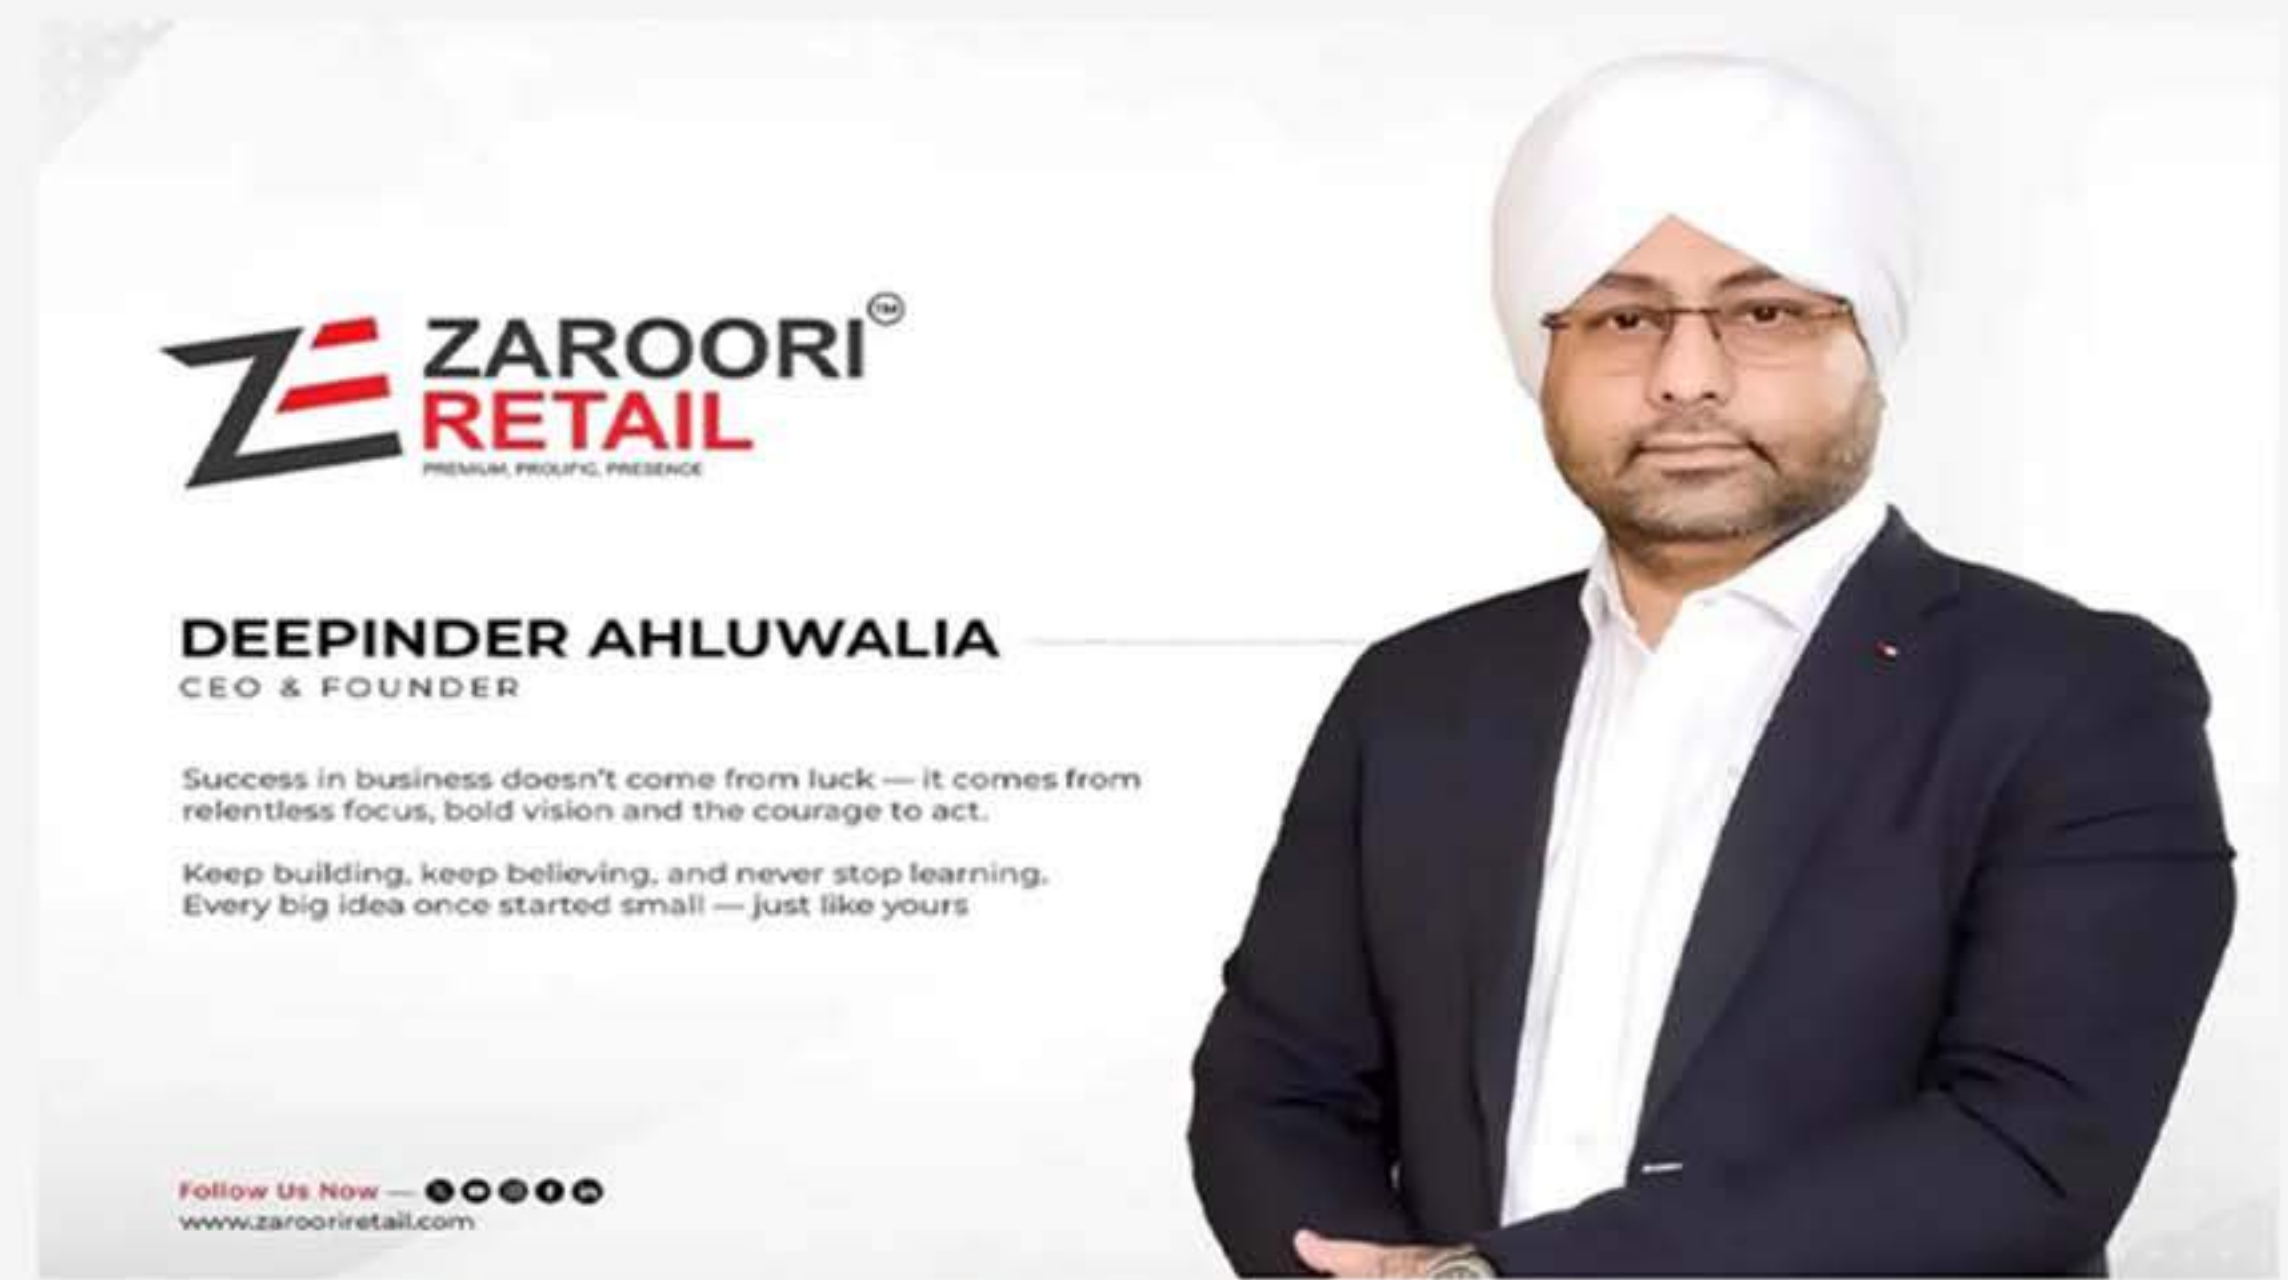 ZAROORI
TM
RETAIL
PREMIUM, PROLIFIC, PRESENCE
DEEPINDER AHLUWALIA
CEO & FOUNDER
Success in business doesn't come from luck — it comes from
relentless focus, bold vision and the courage to act.
Keep building, keep believing, and never stop learning.
Every big idea once started small — just like yours
Follow Us Now —
www.zarooriretail.com